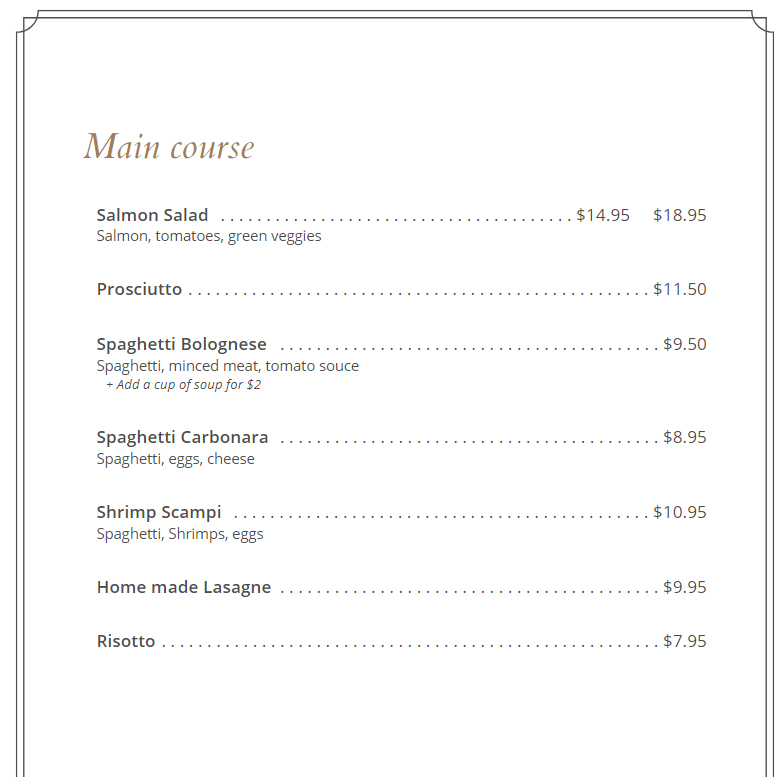 Main course
Salmon Salad . . . . . . . . . . . . . . . . . . . . . . . . . . . . . . . . . . . . . . . $14.95 $18.95
Salmon, tomatoes, green veggies
Prosciutto . . . . . . . . . . . . . . . . . . . . . . . . . . . . . . . . . . . . . . . . . . . . . . . . . . . $11.50
Spaghetti Bolognese . . . . . . . . . . . . . . . . . . . . . . . . . . . . . . . . . . . . . . . . . . $9.50
Spaghetti, minced meat, tomato souce
+ Add a cup of soup for $2
Spaghetti Carbonara . . . . . . . . . . . . . . . . . . . . . . . . . . . . . . . . . . . . . . . . . . $8.95
Spaghetti, eggs, cheese
Shrimp Scampi . . . . . . . . . . . . . . . . . . . . . . . . . . . . . . . . . . . . . . . . . . . . . . $10.95
Spaghetti, Shrimps, eggs
Home made Lasagne . . . . . . . . . . . . . . . . . . . . . . . . . . . . . . . . . . . . . . . . . . $9.95
Risotto . . . . . . . . . . . . . . . . . . . . . . . . . . . . . . . . . . . . . . . . . . . . . . . . . . . . . . . $7.95